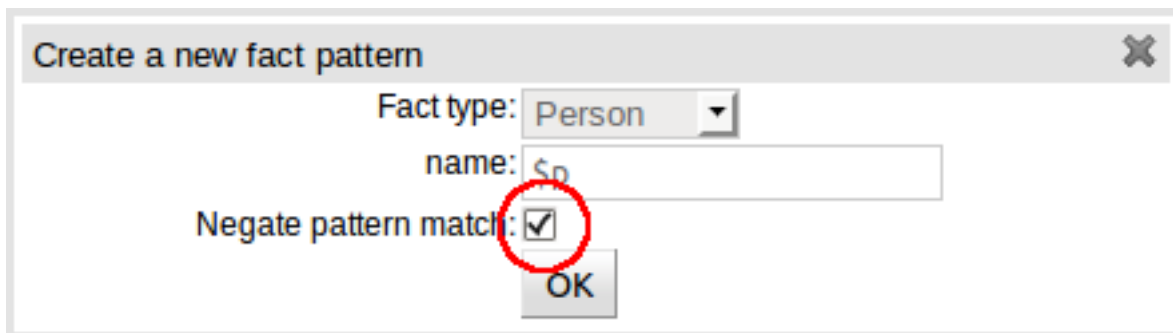 Create a new fact pattern
Fact type: Person
name: $p
Negate pattern match:
OK